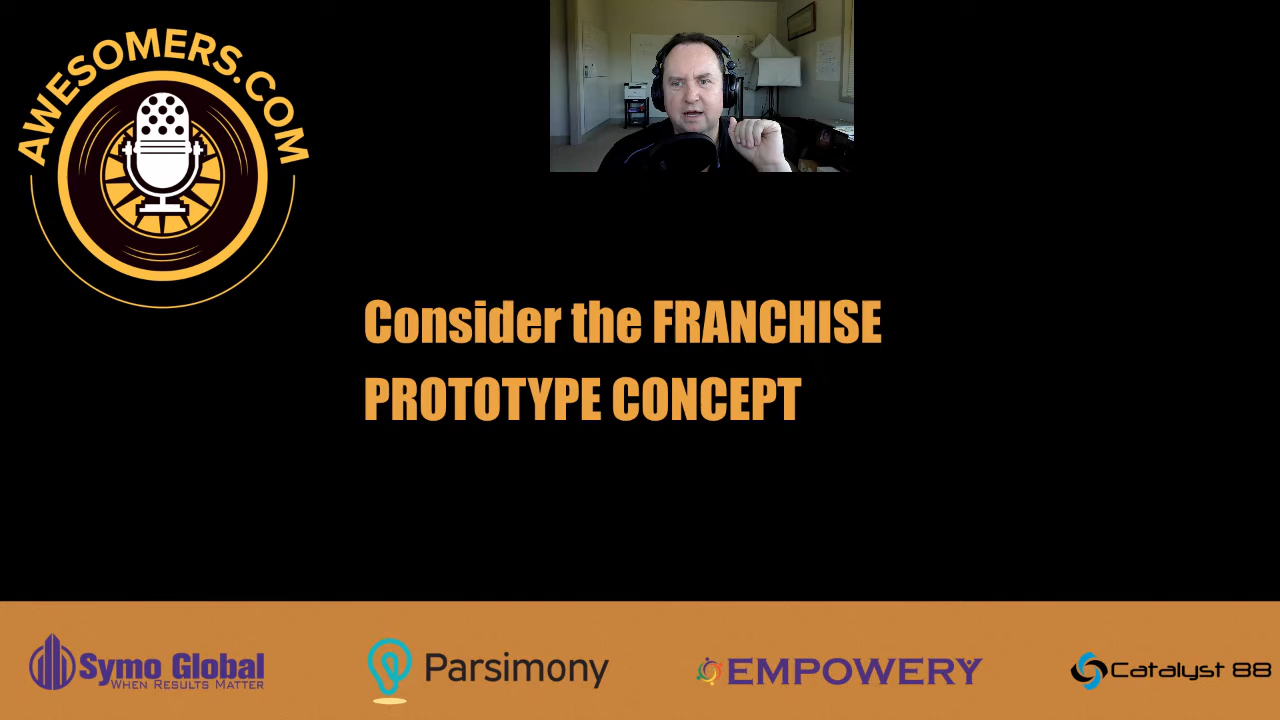 AWESOMERS.COM
Consider the FRANCHISE
PROTOTYPE CONCEPT
Symo Global
WHEN RESULTS MATTER
Parsimony
EMPOWERY
Catalyst 88